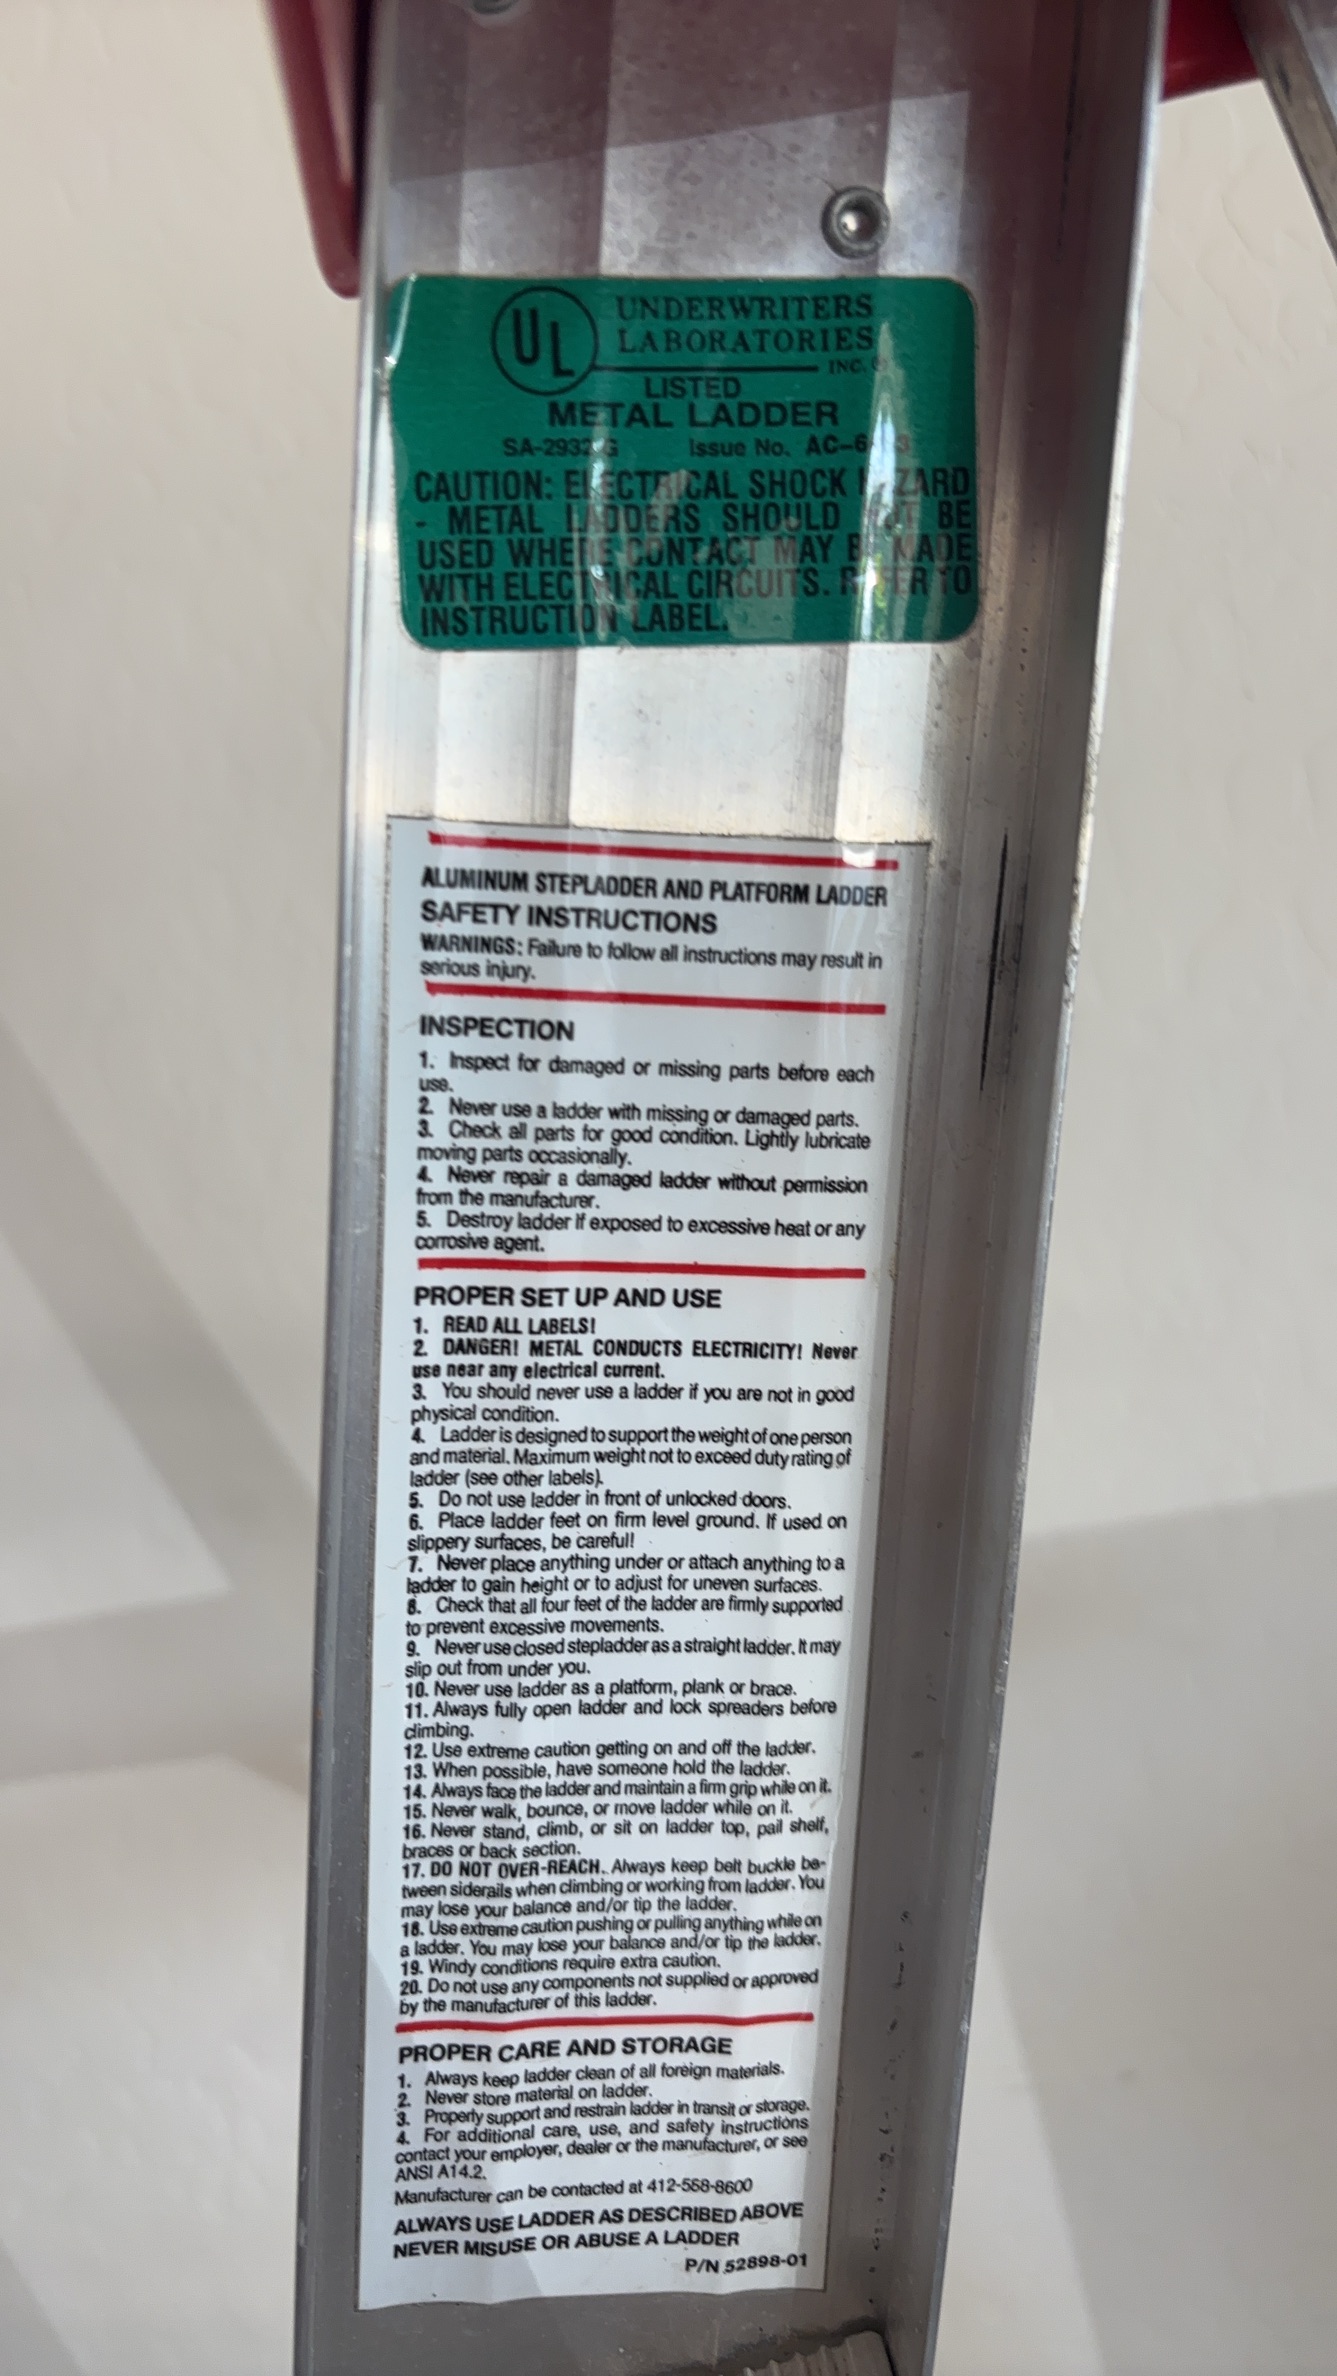 UL
UNDERWRITERS
LABORATORIES
INC.®
LISTED
METAL LADDER
SA-2932 G Issue No. AC-6
CAUTION: ELECTRICAL SHOCK HAZARD
- METAL LADDERS SHOULD NOT BE
USED WHERE CONTACT MAY BE MADE
WITH ELECTRICAL CIRCUITS. REFER TO
INSTRUCTION LABEL.
ALUMINUM STEPLADDER AND PLATFORM LADDER
SAFETY INSTRUCTIONS
WARNINGS: Failure to follow all instructions may result in
serious injury.
INSPECTION
1. Inspect for damaged or missing parts before each
use.
2. Never use a ladder with missing or damaged parts.
3. Check all parts for good condition. Lightly lubricate
moving parts occasionally.
4. Never repair a damaged ladder without permission
from the manufacturer.
5. Destroy ladder if exposed to excessive heat or any
corrosive agent.
PROPER SET UP AND USE
1. READ ALL LABELS!
2. DANGER! METAL CONDUCTS ELECTRICITY! Never
use near any electrical current.
3. You should never use a ladder if you are not in good
physical condition.
4. Ladder is designed to support the weight of one person
and material. Maximum weight not to exceed duty rating of
ladder (see other labels).
5. Do not use ladder in front of unlocked doors.
6. Place ladder feet on firm level ground. If used on
slippery surfaces, be careful!
7. Never place anything under or attach anything to a
ladder to gain height or to adjust for uneven surfaces.
8. Check that all four feet of the ladder are firmly supported
to prevent excessive movements.
9. Never use closed stepladder as a straight ladder. It may
slip out from under you.
10. Never use ladder as a platform, plank or brace.
11. Always fully open ladder and lock spreaders before
climbing.
12. Use extreme caution getting on and off the ladder.
13. When possible, have someone hold the ladder.
14. Always face the ladder and maintain a firm grip while on it.
15. Never walk, bounce, or move ladder while on it.
16. Never stand, climb, or sit on ladder top, pail shelf,
braces or back section.
17. DO NOT OVER-REACH. Always keep belt buckle be-
tween siderails when climbing or working from ladder. You
may lose your balance and/or tip the ladder.
18. Use extreme caution pushing or pulling anything while on
a ladder. You may lose your balance and/or tip the ladder.
19. Windy conditions require extra caution.
20. Do not use any components not supplied or approved
by the manufacturer of this ladder.
PROPER CARE AND STORAGE
1. Always keep ladder clean of all foreign materials.
2. Never store material on ladder.
3. Properly support and restrain ladder in transit or storage.
4. For additional care, use, and safety instructions
contact your employer, dealer or the manufacturer, or see
ANSI A14.2.
Manufacturer can be contacted at 412-588-8600
ALWAYS USE LADDER AS DESCRIBED ABOVE
NEVER MISUSE OR ABUSE A LADDER
P/N 52898-01